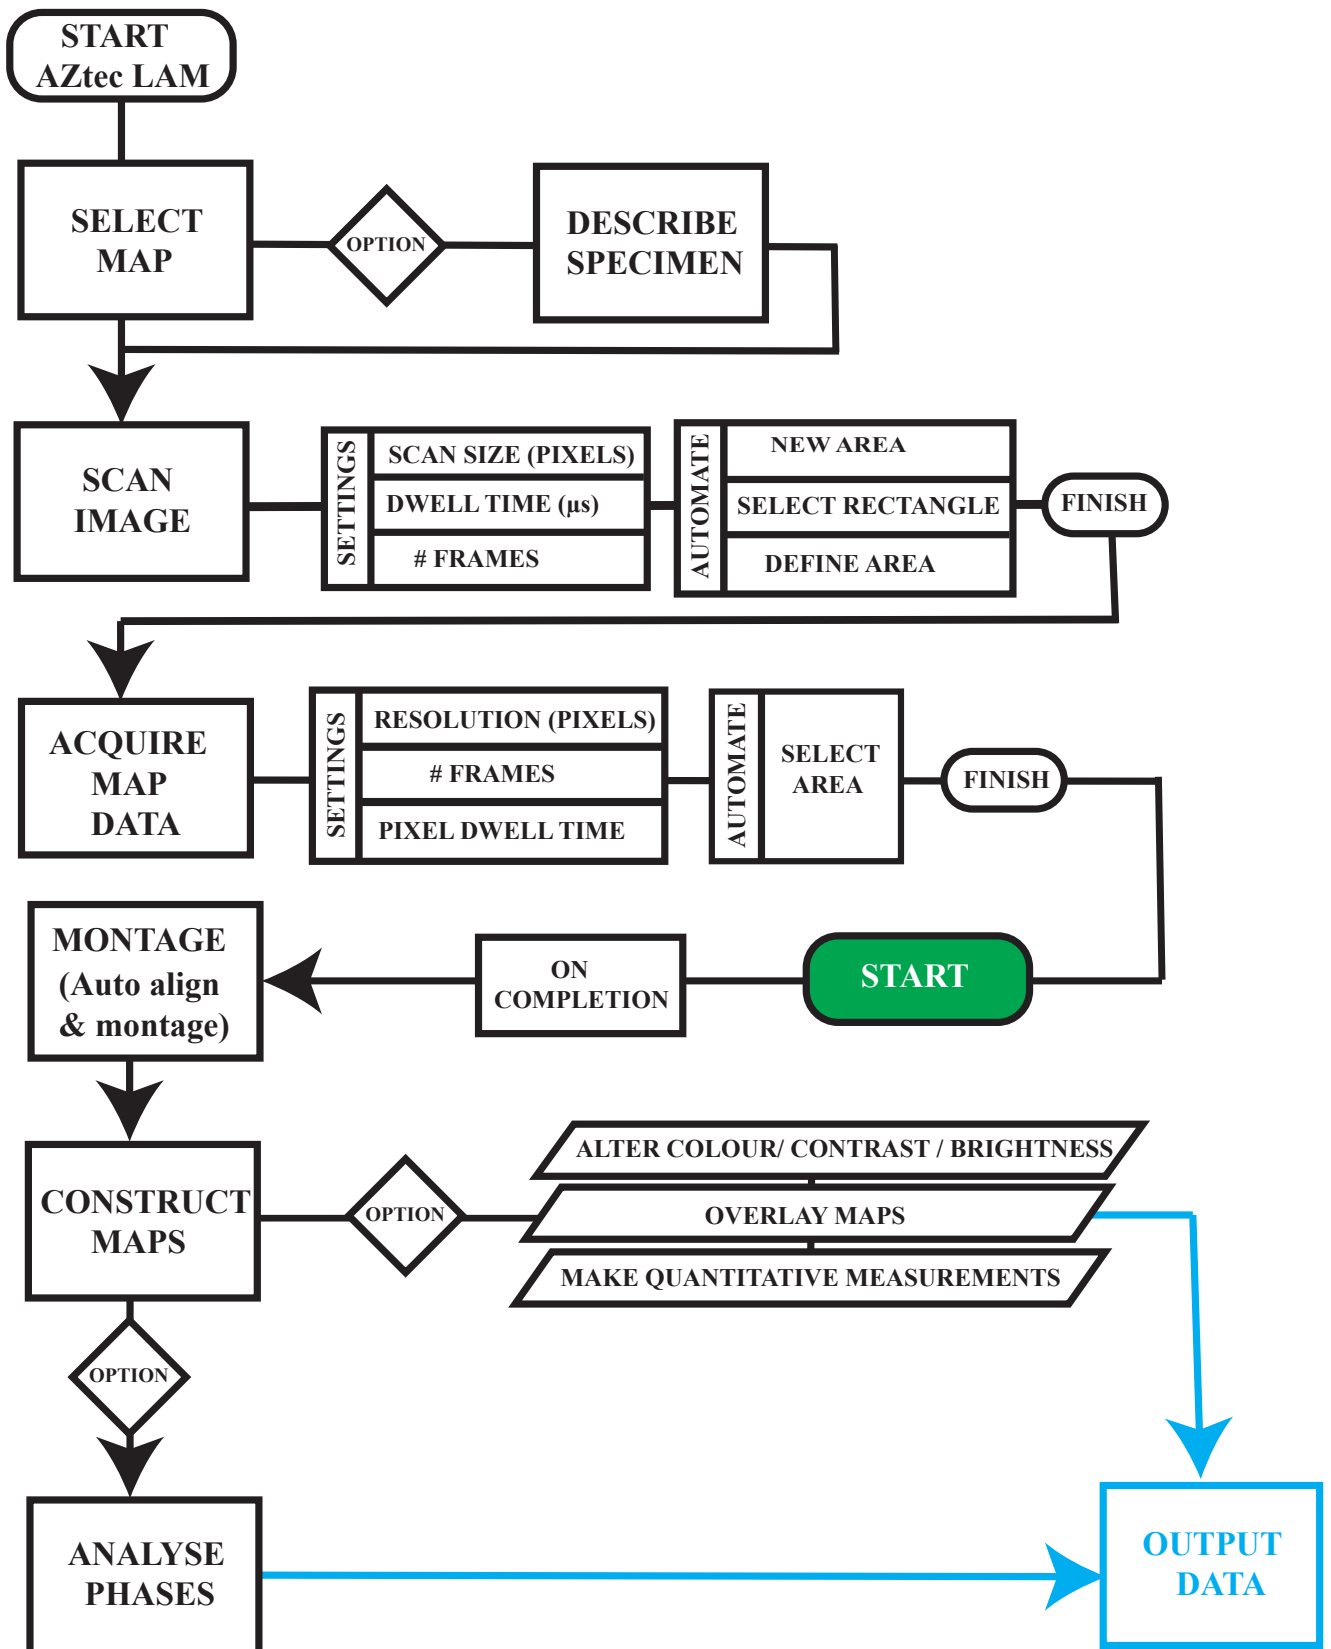 START
AZtec LAM
SELECT
MAP
OPTION
DESCRIBE
SPECIMEN
SCAN
IMAGE
SETTINGS
SCAN SIZE (PIXELS)
DWELL TIME (µs)
# FRAMES
AUTOMATE
NEW AREA
SELECT RECTANGLE
DEFINE AREA
FINISH
ACQUIRE
MAP
DATA
SETTINGS
RESOLUTION (PIXELS)
# FRAMES
PIXEL DWELL TIME
AUTOMATE
SELECT
AREA
FINISH
START
ON
COMPLETION
MONTAGE
(Auto align
& montage)
CONSTRUCT
MAPS
OPTION
ALTER COLOUR/ CONTRAST / BRIGHTNESS
OVERLAY MAPS
MAKE QUANTITATIVE MEASUREMENTS
OPTION
ANALYSE
PHASES
OUTPUT
DATA